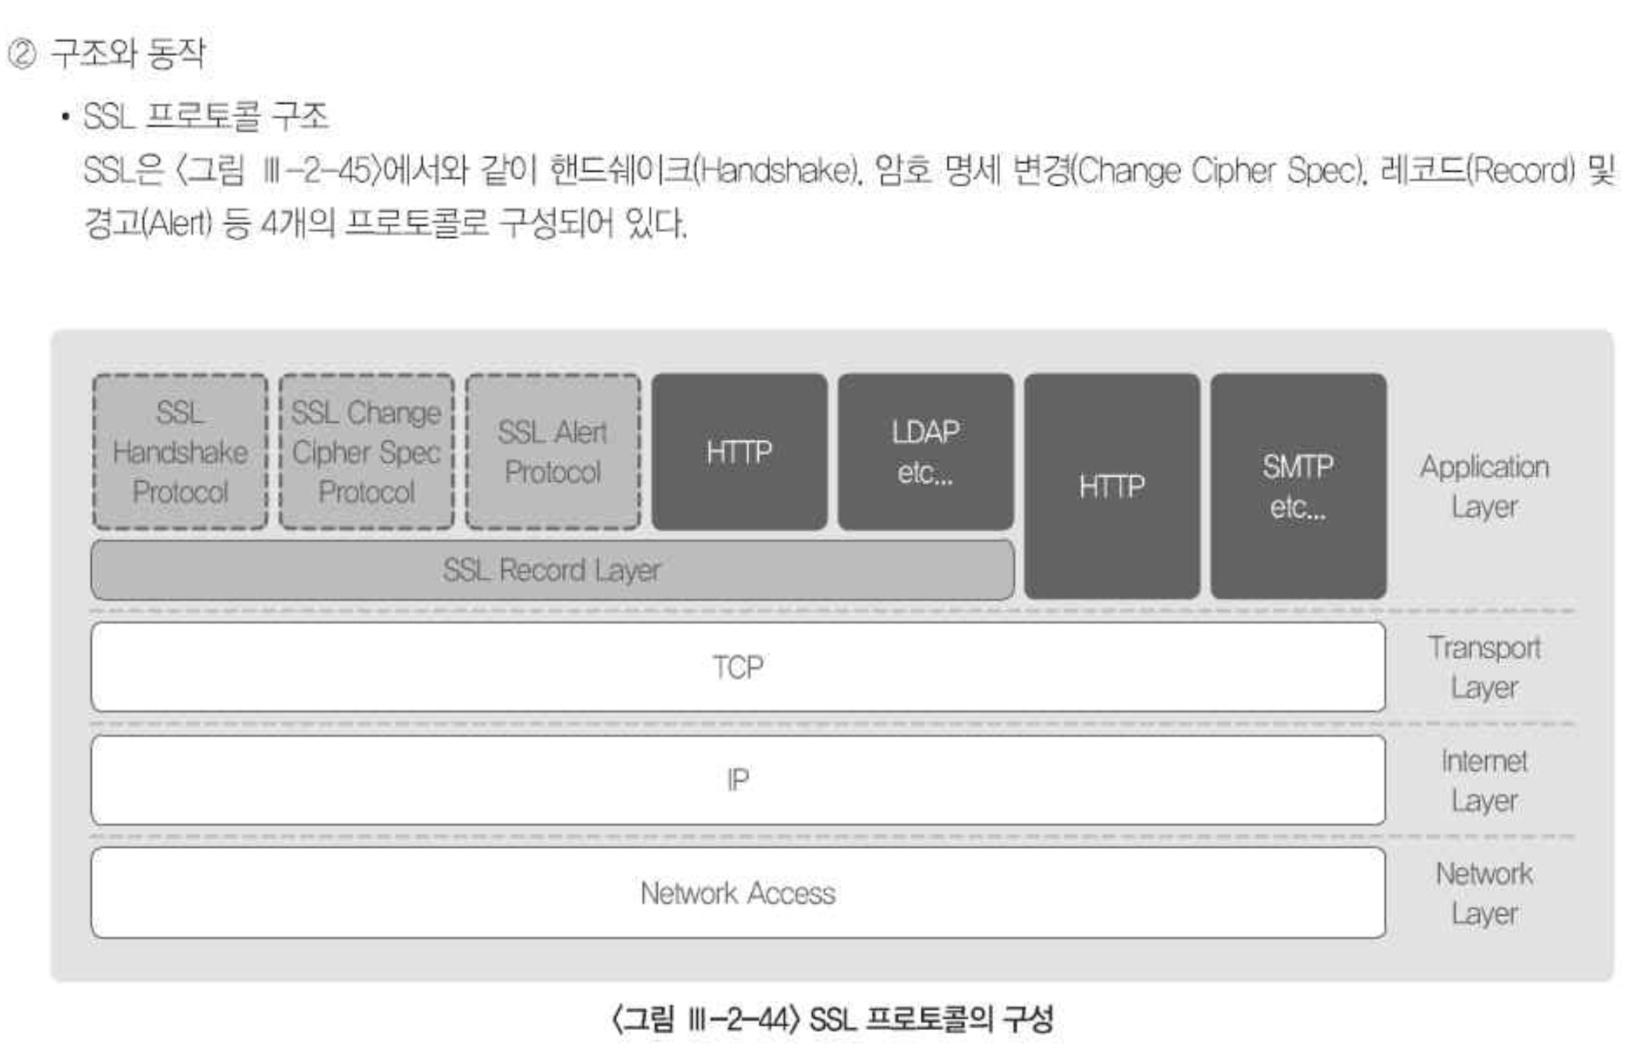 ② 구조와 동작
• SSL 프로토콜 구조
SSL은 〈그림 Ⅲ-2-45〉에서와 같이 핸드쉐이크(Handshake), 암호 명세 변경(Change Cipher Spec), 레코드(Record) 및
경고(Alert) 등 4개의 프로토콜로 구성되어 있다.
SSL
Handshake
Protocol
SSL Change
Cipher Spec
Protocol
SSL Alert
Protocol
HTTP
LDAP
etc...
HTTP
SMTP
etc...
Application
Layer
SSL Record Layer
TCP
Transport
Layer
IP
Internet
Layer
Network Access
Network
Layer
〈그림 Ⅲ-2-44〉 SSL 프로토콜의 구성